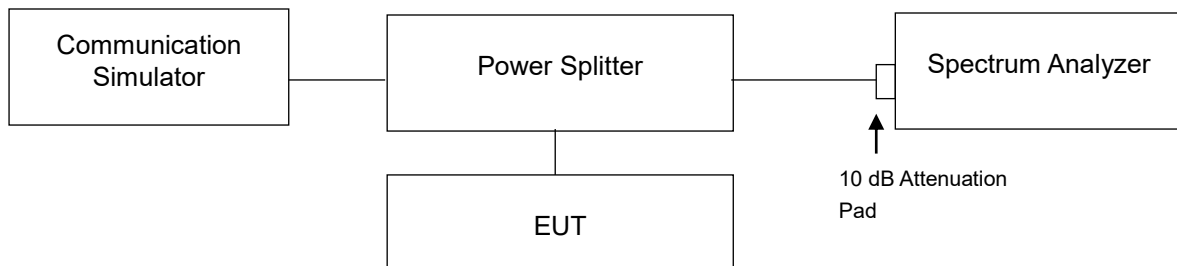 Communication
Simulator
Power Splitter
Spectrum Analyzer
10 dB Attenuation
Pad
EUT